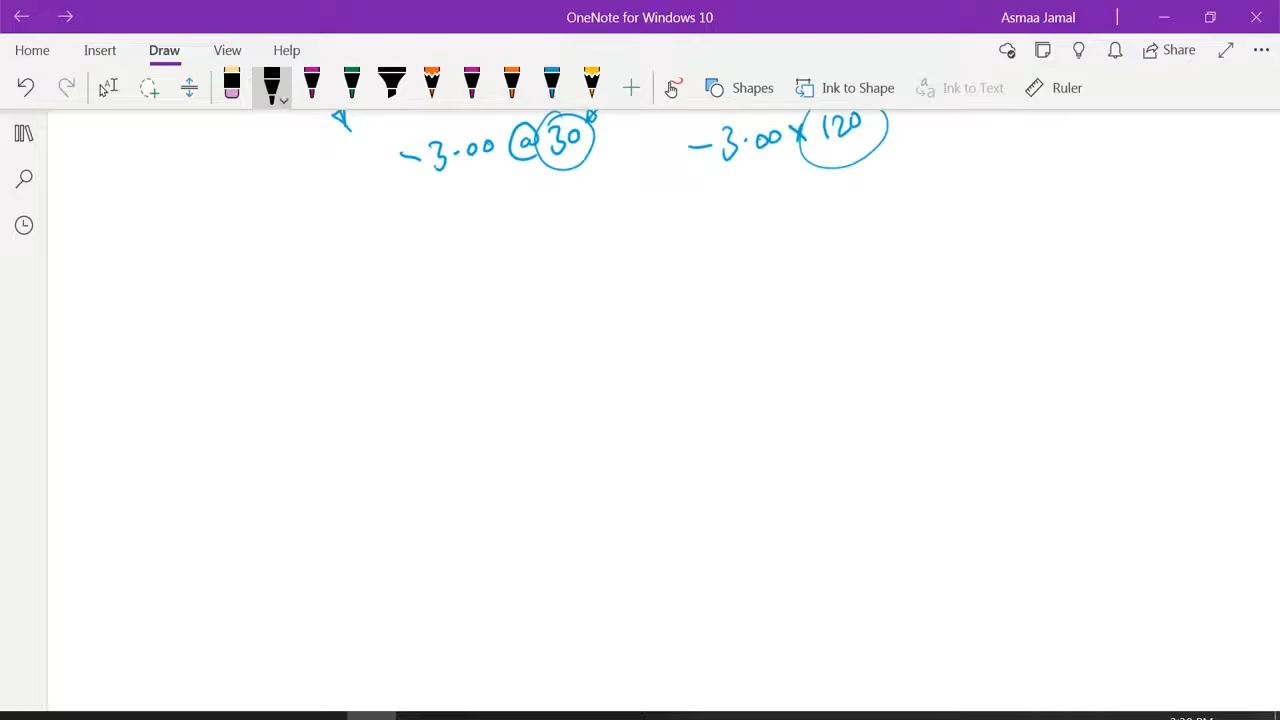 OneNote for Windows 10
Asmaa Jamal
Home Insert Draw View Help
Share
Shapes Ink to Shape Ink to Text Ruler
-3.00 @ 30 -3.00 x 120